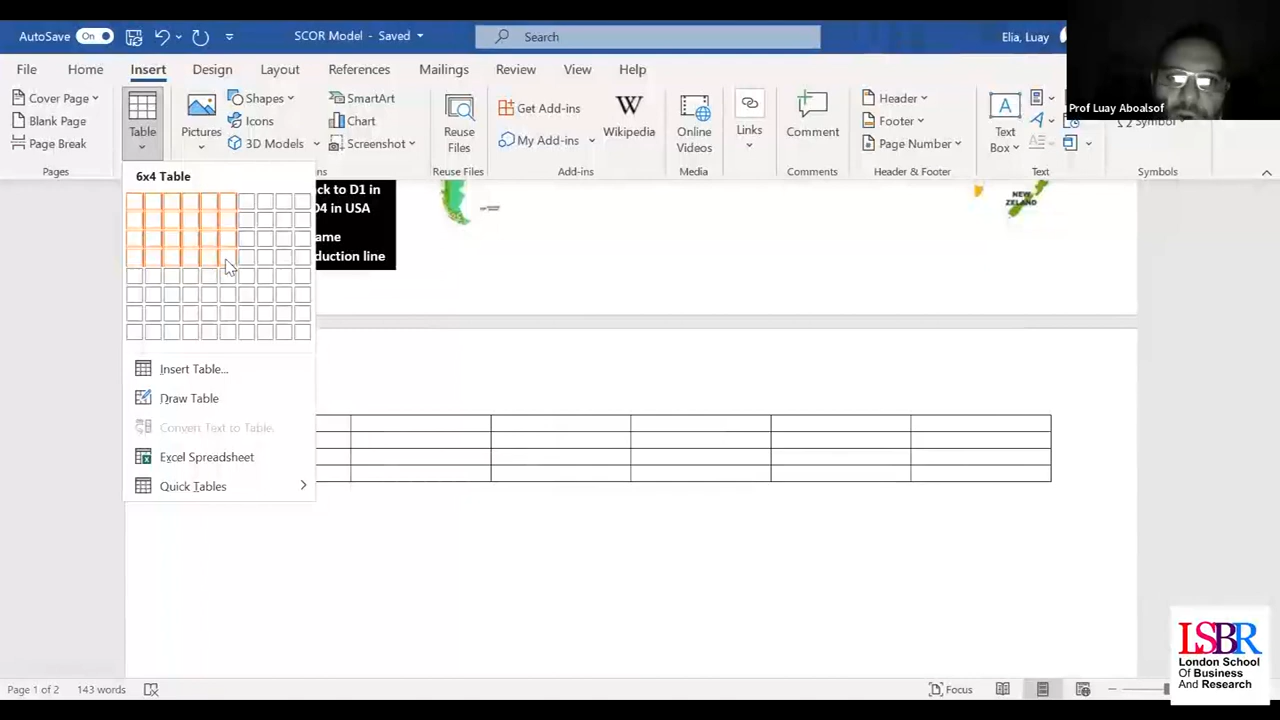 AutoSave On
SCOR Model - Saved
Search
Elia, Luay
File Home Insert Design Layout References Mailings Review View Help
Cover Page
Blank Page
Page Break
Pages
Table
Pictures
Shapes
Icons
3D Models
SmartArt
Chart
Screenshot
Reuse
Files
Reuse Files
Get Add-ins
My Add-ins
Wikipedia
Add-ins
Online
Videos
Media
Links
Comment
Comments
Header
Footer
Page Number
Header & Footer
A
Text
Box
Text
Symbol
Symbols
Prof Luay Aboalsof
6x4 Table
Insert Table...
Draw Table
Convert Text to Table.
Excel Spreadsheet
Quick Tables
ck to D1 in
D4 in USA
ame
duction line
NEW
ZELAND
Page 1 of 2 143 words
Focus
LSBR
London School
Of Business
And Research